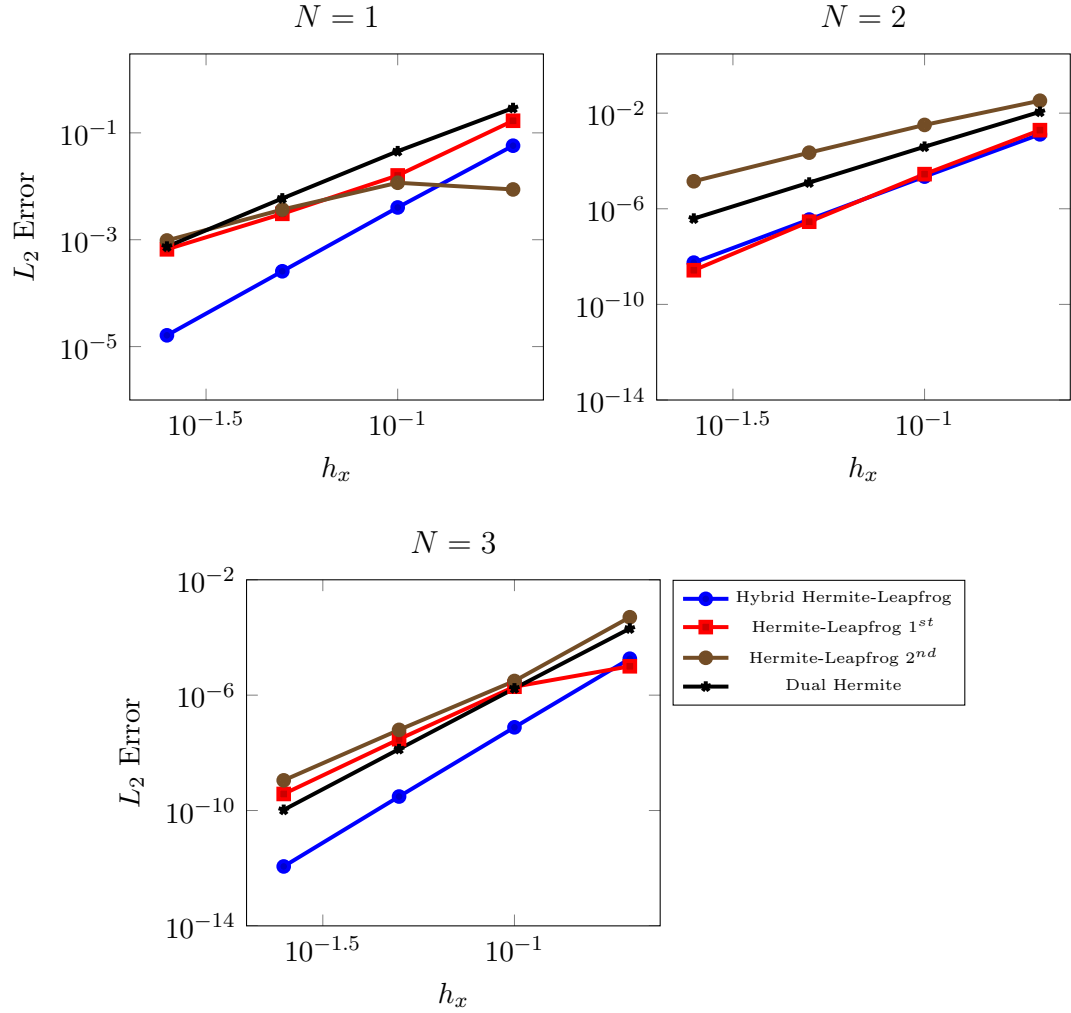 N = 1
N = 2
10^{-1}
10^{-3}
10^{-5}
L_2 Error
10^{-1.5}
10^{-1}
h_x
10^{-2}
10^{-6}
10^{-10}
10^{-14}
10^{-1.5}
10^{-1}
h_x
N = 3
10^{-2}
10^{-6}
10^{-10}
10^{-14}
L_2 Error
10^{-1.5}
10^{-1}
h_x
Hybrid Hermite-Leapfrog
Hermite-Leapfrog 1^{st}
Hermite-Leapfrog 2^{nd}
Dual Hermite